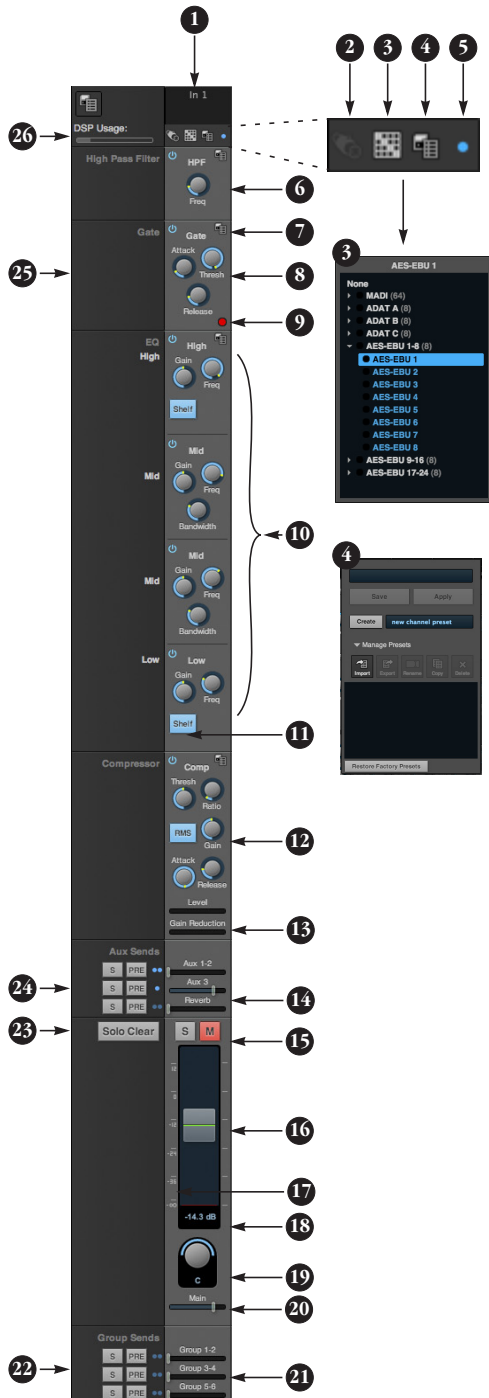 1
In 1
DSP Usage:
26
2
3
4
5
High Pass Filter
HPF
Freq
6
Gate
Gate
7
Attack
Thresh
8
Release
9
25
3
AES-EBU 1
None
MADI (64)
ADAT A (8)
ADAT B (8)
ADAT C (8)
AES-EBU 1-8 (8)
AES-EBU 1
AES-EBU 2
AES-EBU 3
AES-EBU 4
AES-EBU 5
AES-EBU 6
AES-EBU 7
AES-EBU 8
AES-EBU 9-16 (8)
AES-EBU 17-24 (8)
EQ
High
High
Gain
Freq
Shelf
Mid
Mid
Gain
Freq
Bandwidth
10
Mid
Mid
Gain
Freq
Bandwidth
Low
Low
Gain
Freq
Shelf
11
4
Save
Apply
Create
new channel preset
Manage Presets
Import
Export
Rename
Copy
Delete
Restore Factory Presets
Compressor
Comp
Thresh
Ratio
RMS
Gain
12
Attack
Release
Level
Gain Reduction
13
Aux Sends
S PRE Aux 1-2
24
S PRE Aux 3
S PRE Reverb
14
23
Solo Clear
S M
15
12
-12
16
-24
17
-14.3 dB
18
C
19
Main
20
Group Sends
S PRE Group 1-2
22
S PRE Group 3-4
21
S PRE Group 5-6